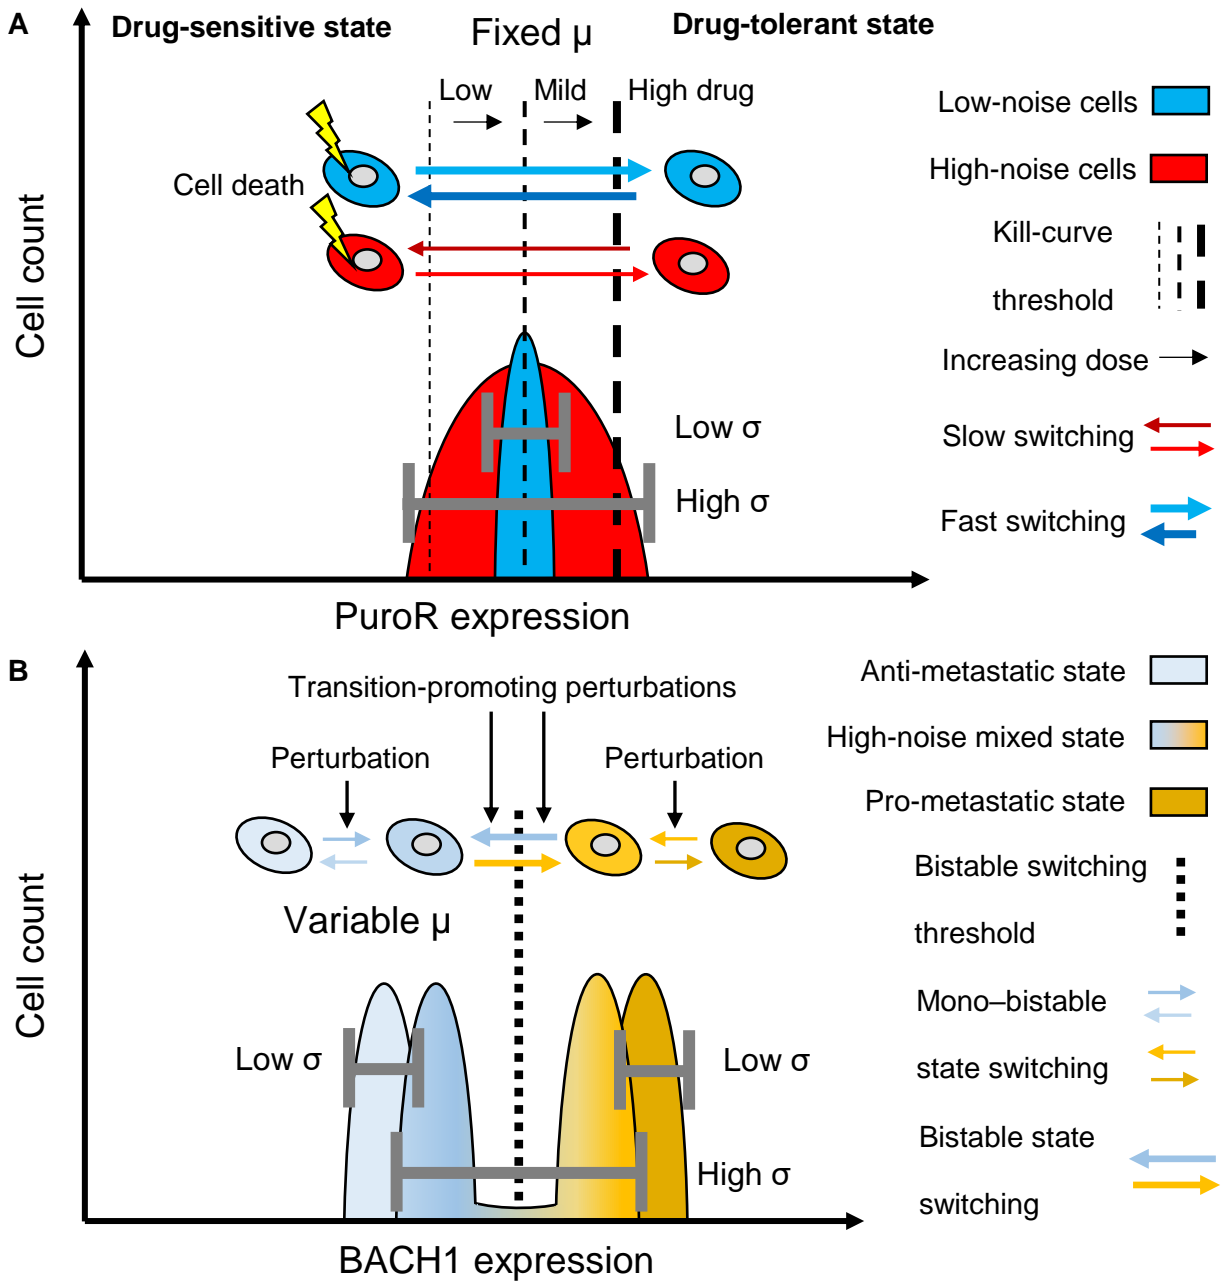 A
Drug-sensitive state
Fixed μ
Drug-tolerant state
Low
Mild
High drug
Cell death
Cell count
Low σ
High σ
PuroR expression
Low-noise cells
High-noise cells
Kill-curve
threshold
Increasing dose
Slow switching
Fast switching
B
Transition-promoting perturbations
Perturbation
Perturbation
Variable μ
Cell count
Low σ
Low σ
High σ
BACH1 expression
Anti-metastatic state
High-noise mixed state
Pro-metastatic state
Bistable switching
threshold
Mono–bistable
state switching
Bistable state
switching